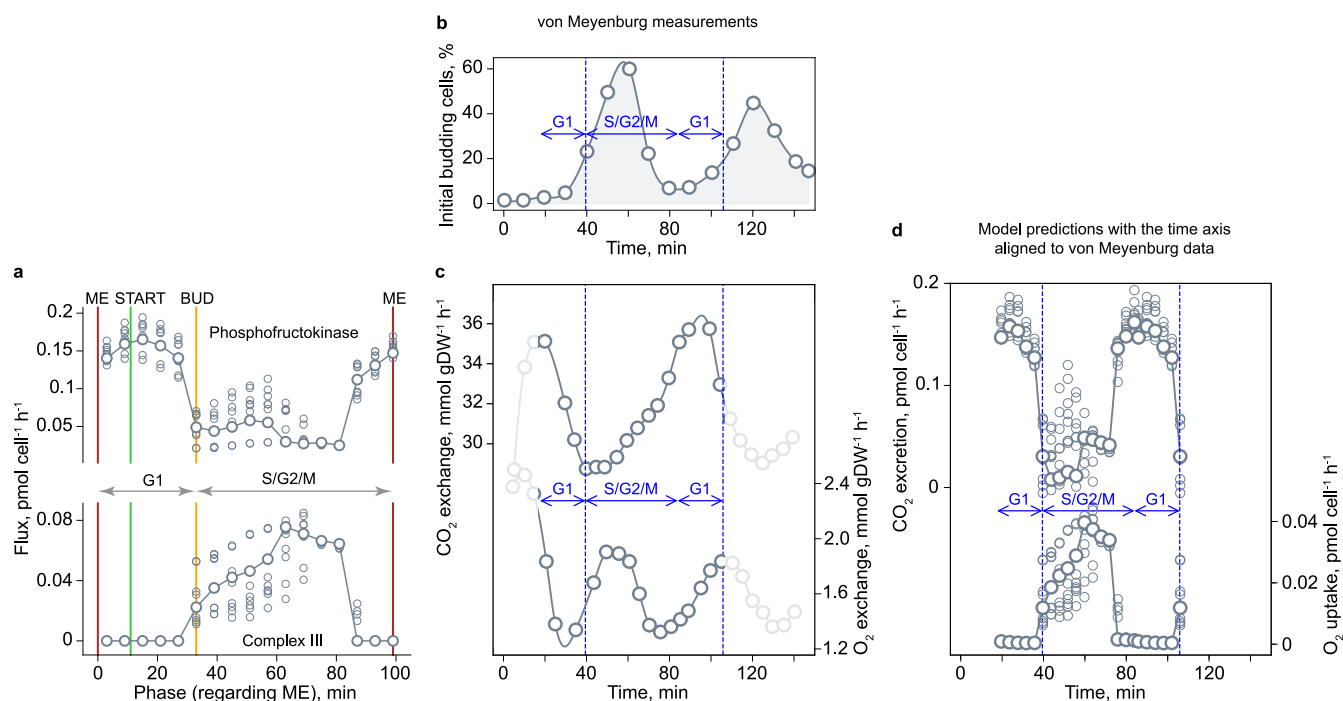 b
von Meyenburg measurements
Initial budding cells, %
60
40
20
0
G1
S/G2/M
G1
0
40
80
120
Time, min
a
ME
START
BUD
ME
Phosphofructokinase
0.2
0.15
0.1
0.05
G1
S/G2/M
Flux, pmol cell⁻¹ h⁻¹
0.08
0.04
0
Complex III
0
20
40
60
80
100
Phase (regarding ME), min
c
CO₂ exchange, mmol gDW⁻¹ h⁻¹
36
34
32
30
G1
S/G2/M
G1
2.4
2.0
1.6
1.2
O₂ exchange, mmol gDW⁻¹ h⁻¹
0
40
80
120
Time, min
d
Model predictions with the time axis
aligned to von Meyenburg data
CO₂ excretion, pmol cell⁻¹ h⁻¹
0.2
0.1
0
G1
S/G2/M
G1
0.04
0.02
0
O₂ uptake, pmol cell⁻¹ h⁻¹
0
40
80
120
Time, min